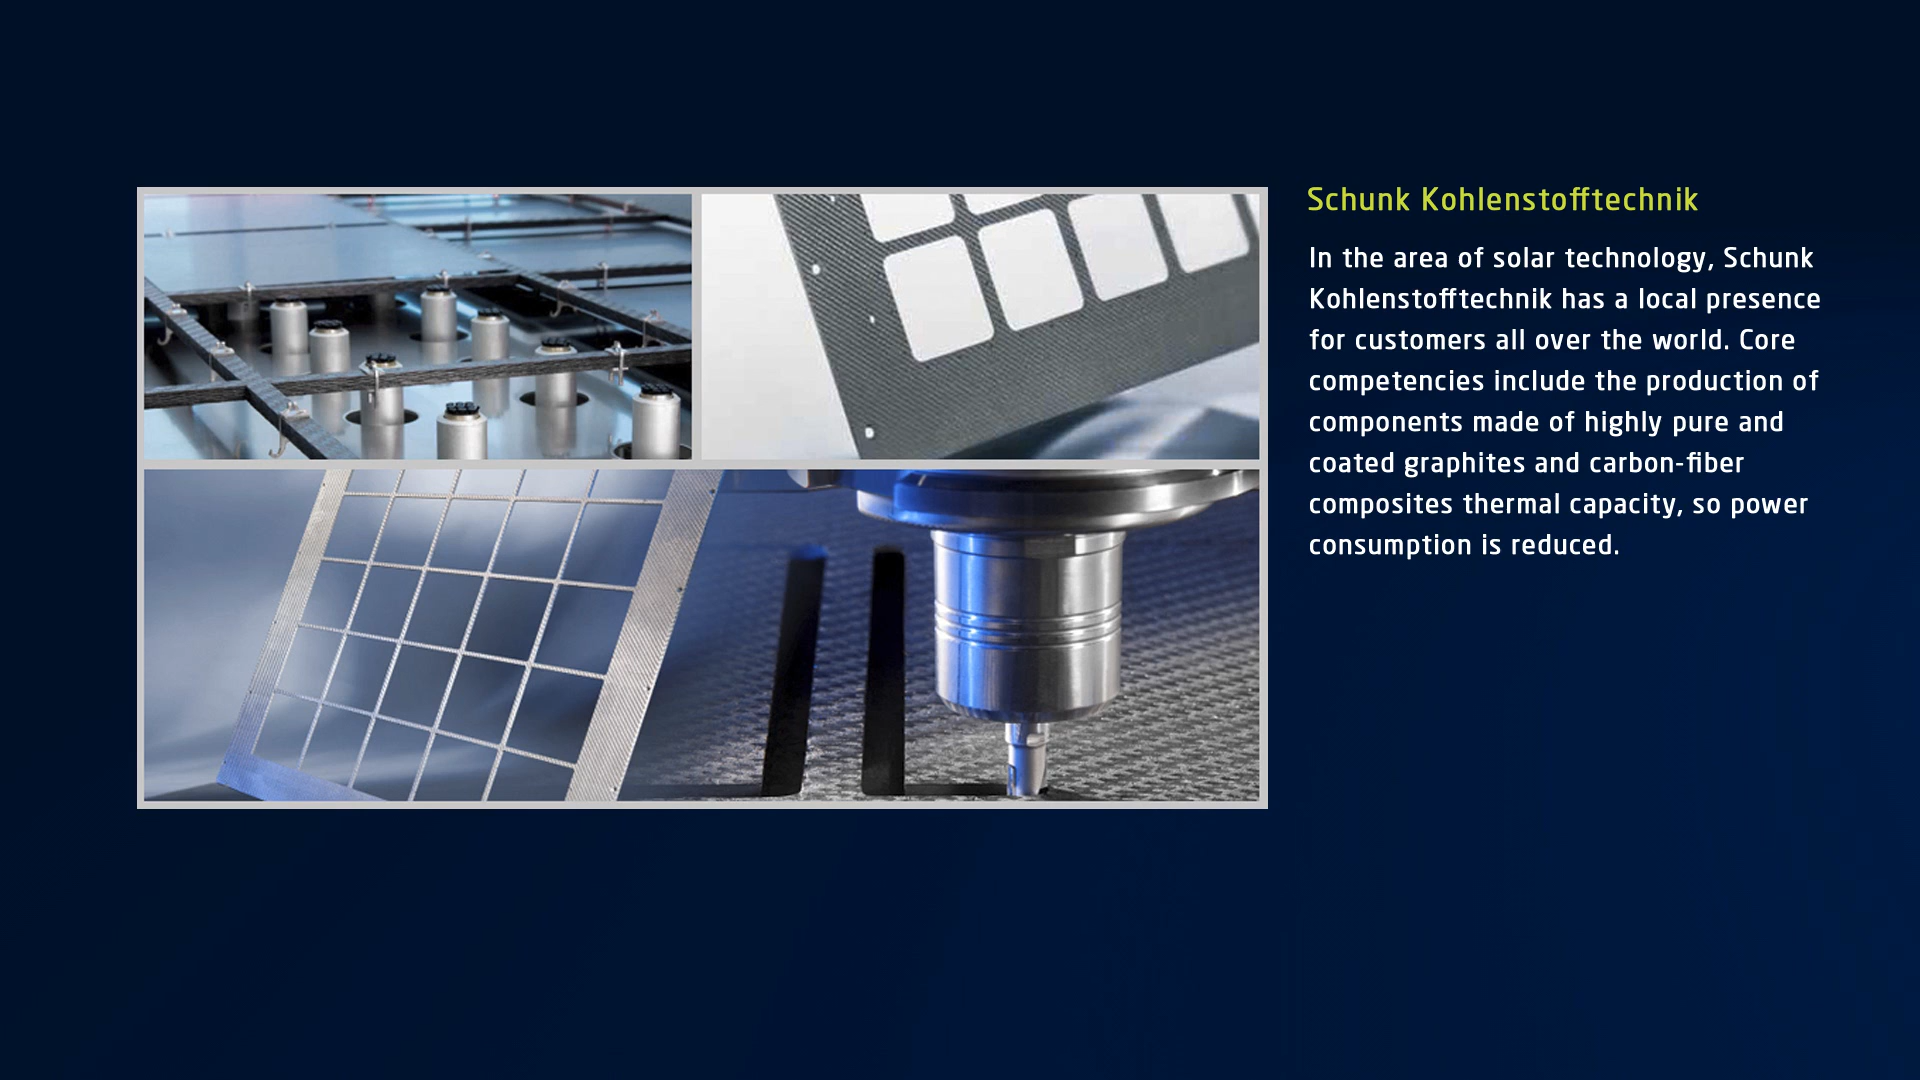 Schunk Kohlenstofftechnik
In the area of solar technology, Schunk
Kohlenstofftechnik has a local presence
for customers all over the world. Core
competencies include the production of
components made of highly pure and
coated graphites and carbon-fiber
composites thermal capacity, so power
consumption is reduced.